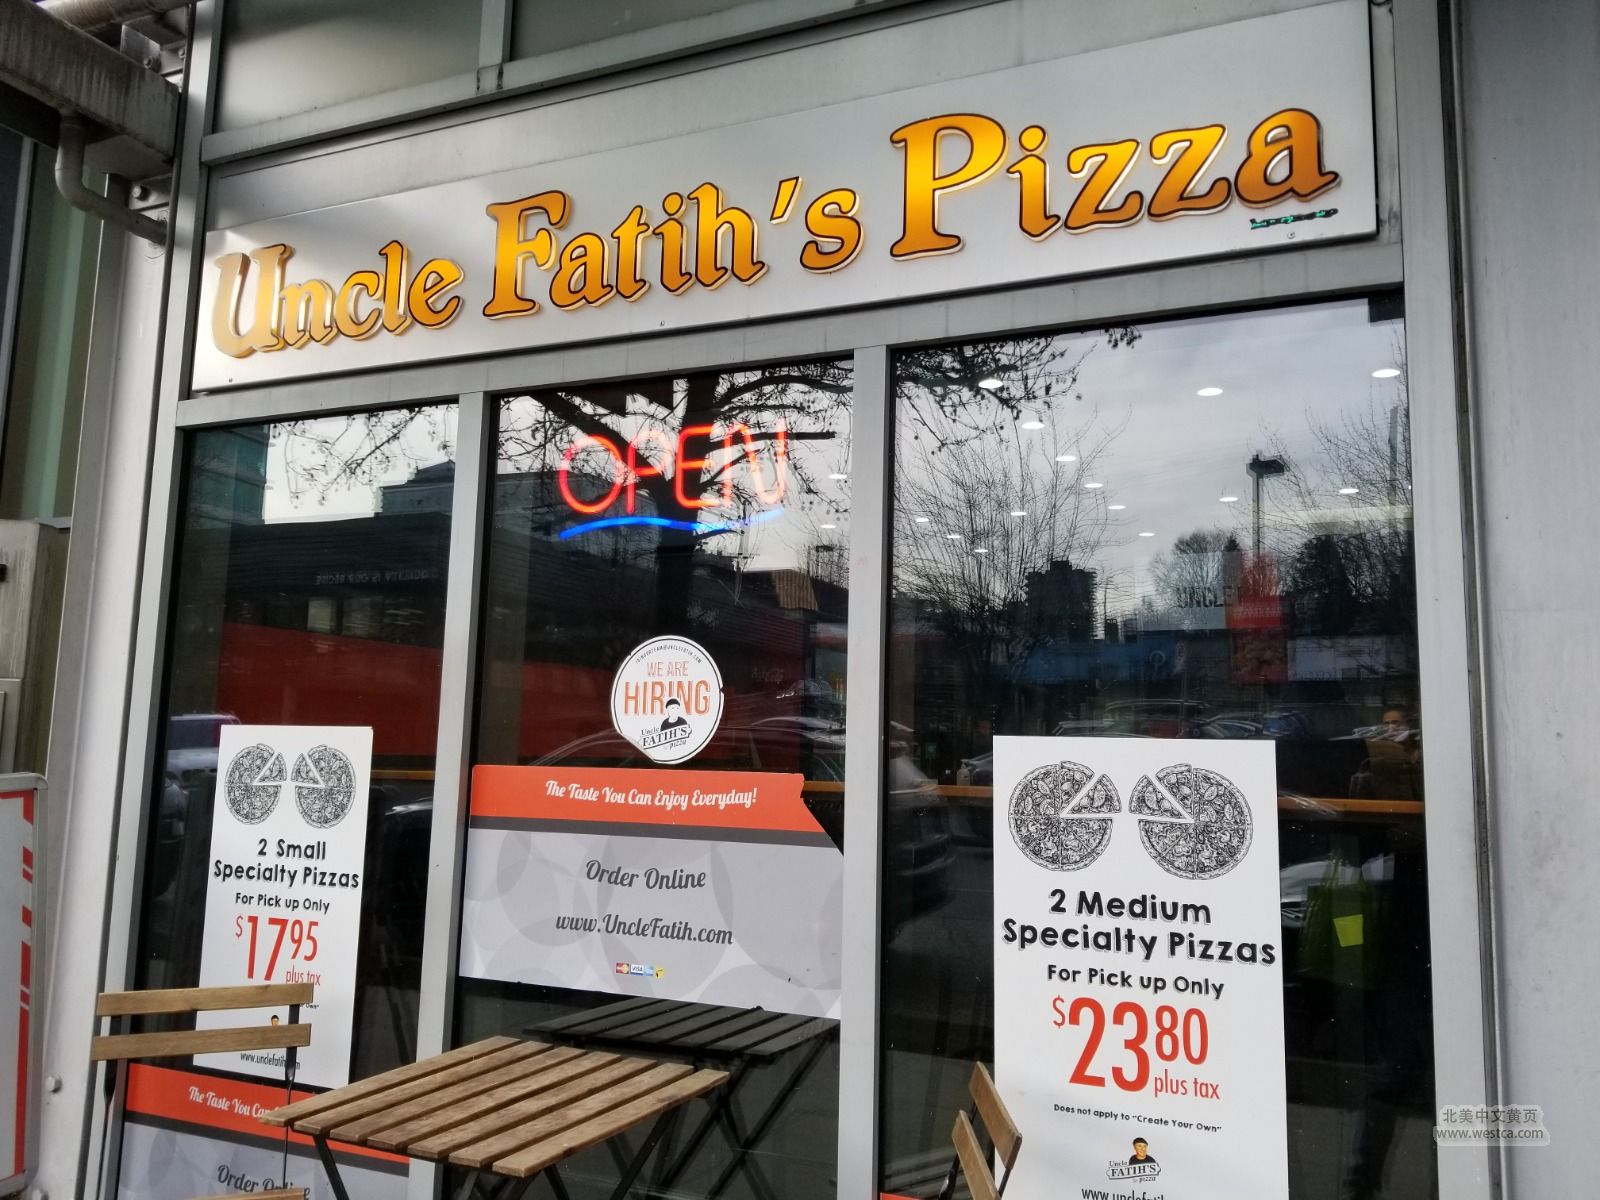 Uncle Fatih's Pizza
OPEN
WE ARE
HIRING
Uncle
FATIH'S
pizza
The Taste You Can Enjoy Everyday!
Order Online
www.UncleFatih.com
VISA
2 Small
Specialty Pizzas
For Pick up Only
$17.95
plus tax
The Taste You Can
Order Online
2 Medium
Specialty Pizzas
For Pick up Only
$23.80
plus tax
Does not apply to "Create Your Own"
Uncle
FATIH'S
pizza
UNCLE
北美中文黄页
www.westca.com